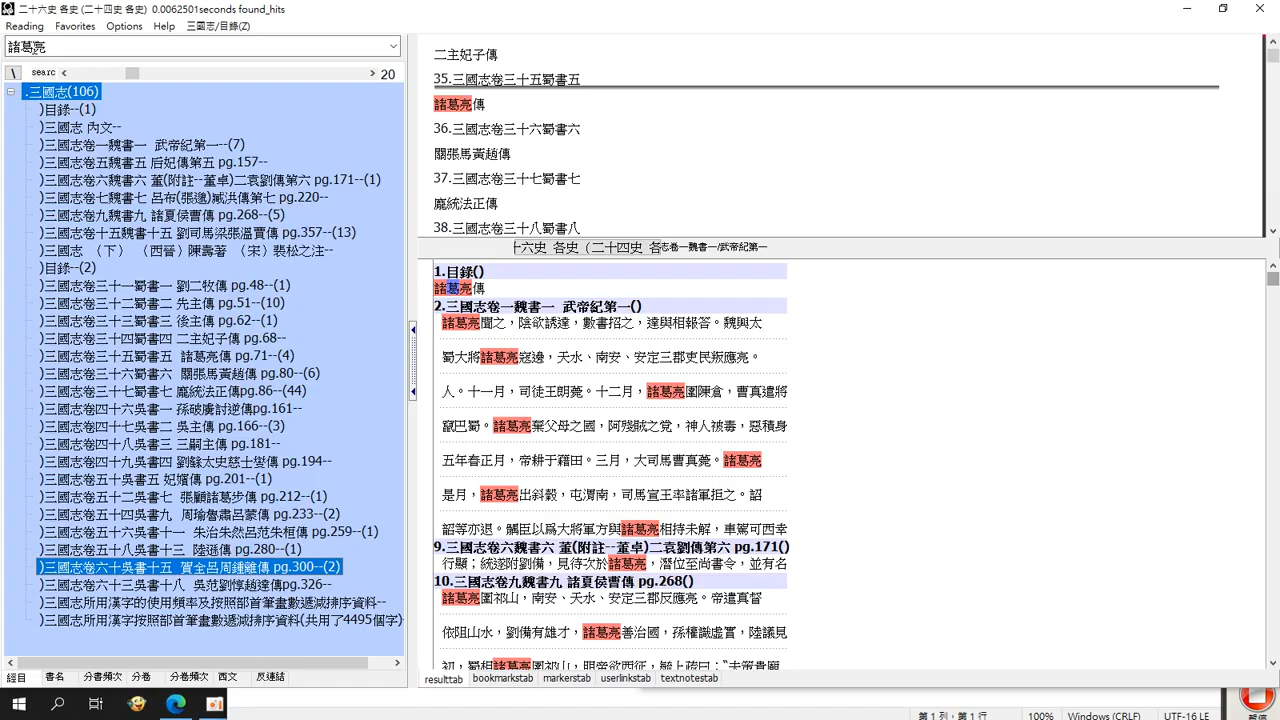 二十六史 各史 (二十四史 各史) 0.0062501seconds found_hits
Reading Favorites Options Help 三國志/目錄(Z)
諸葛亮
\ searc < > 20
.三國志(106)
)目錄--(1)
)三國志 內文--
)三國志卷一魏書一 武帝紀第一--(7)
)三國志卷五魏書五 后妃傳第五 pg.157--
)三國志卷六魏書六 董(附註--董卓)二袁劉傳第六 pg.171--(1)
)三國志卷七魏書七 呂布(張邈)臧洪傳第七 pg.220--
)三國志卷九魏書九 諸夏侯曹傳 pg.268--(5)
)三國志卷十五魏書十五 劉司馬梁張溫賈傳 pg.357--(13)
)三國志 （下） （西晉）陳壽著 （宋）裴松之注--
)目錄--(2)
)三國志卷三十一蜀書一 劉二牧傳 pg.48--(1)
)三國志卷三十二蜀書二 先主傳 pg.51--(10)
)三國志卷三十三蜀書三 後主傳 pg.62--(1)
)三國志卷三十四蜀書四 二主妃子傳 pg.68--
)三國志卷三十五蜀書五 諸葛亮傳 pg.71--(4)
)三國志卷三十六蜀書六 關張馬黃趙傳 pg.80--(6)
)三國志卷三十七蜀書七 龐統法正傳pg.86--(44)
)三國志卷四十六吳書一 孫破虜討逆傳pg.161--
)三國志卷四十七吳書二 吳主傳 pg.166--(3)
)三國志卷四十八吳書三 三嗣主傳 pg.181--
)三國志卷四十九吳書四 劉繇太史慈士燮傳 pg.194--
)三國志卷五十吳書五 妃嬪傳 pg.201--(1)
)三國志卷五十二吳書七 張顧諸葛步傳 pg.212--(1)
)三國志卷五十四吳書九 周瑜魯肅呂蒙傳 pg.233--(2)
)三國志卷五十六吳書十一 朱治朱然呂范朱桓傳 pg.259--(1)
)三國志卷五十八吳書十三 陸遜傳 pg.280--(1)
)三國志卷六十吳書十五 賀全呂周鍾離傳 pg.300--(2)
)三國志卷六十三吳書十八 吳范劉惇趙達傳pg.326--
)三國志所用漢字的使用頻率及按照部首筆畫數遞減排序資料--
)三國志所用漢字按照部首筆畫數遞減排序資料(共用了4495個字)
經目 書名 分書頻次 分卷 分卷頻次 西文 反連結
二主妃子傳
35.三國志卷三十五蜀書五
諸葛亮傳
36.三國志卷三十六蜀書六
關張馬黃趙傳
37.三國志卷三十七蜀書七
龐統法正傳
38.三國志卷三十八蜀書八
十六史 各史（二十四史 各志卷一魏書一/武帝紀第一
1.目錄()
諸葛亮傳
2.三國志卷一魏書一 武帝紀第一()
諸葛亮聞之，陰欲誘達，數書招之，達與相報答。魏興太
蜀大將諸葛亮寇邊，天水、南安、安定三郡吏民叛應亮。
人。十一月，司徒王朗薨。十二月，諸葛亮圍陳倉，曹真遣將
竄巴蜀。諸葛亮棄父母之國，阿殘賊之党，神人被毒，惡積身
五年春正月，帝耕于藉田。三月，大司馬曹真薨。諸葛亮
是月，諸葛亮出斜穀，屯渭南，司馬宣王率諸軍拒之。詔
韶等亦退。群臣以爲大將軍方與諸葛亮相持未解，車駕可西幸
9.三國志卷六魏書六 董(附註--董卓)二袁劉傳第六 pg.171()
行顯；統遂附劉備，見待次於諸葛亮，潛位至尚書令，並有名
10.三國志卷九魏書九 諸夏侯曹傳 pg.268()
諸葛亮圍祁山，南安、天水、安定三郡反應亮。帝遣真督
依阻山水，劉備有雄才，諸葛亮善治國，孫權識虛實，陸議見
初，蜀相諸葛亮圍祁山，明帝欲西征，
resulttab bookmarkstab markerstab userlinkstab textnotestab
第 1 列，第 1 行 100% Windows (CRLF) UTF-16 LE